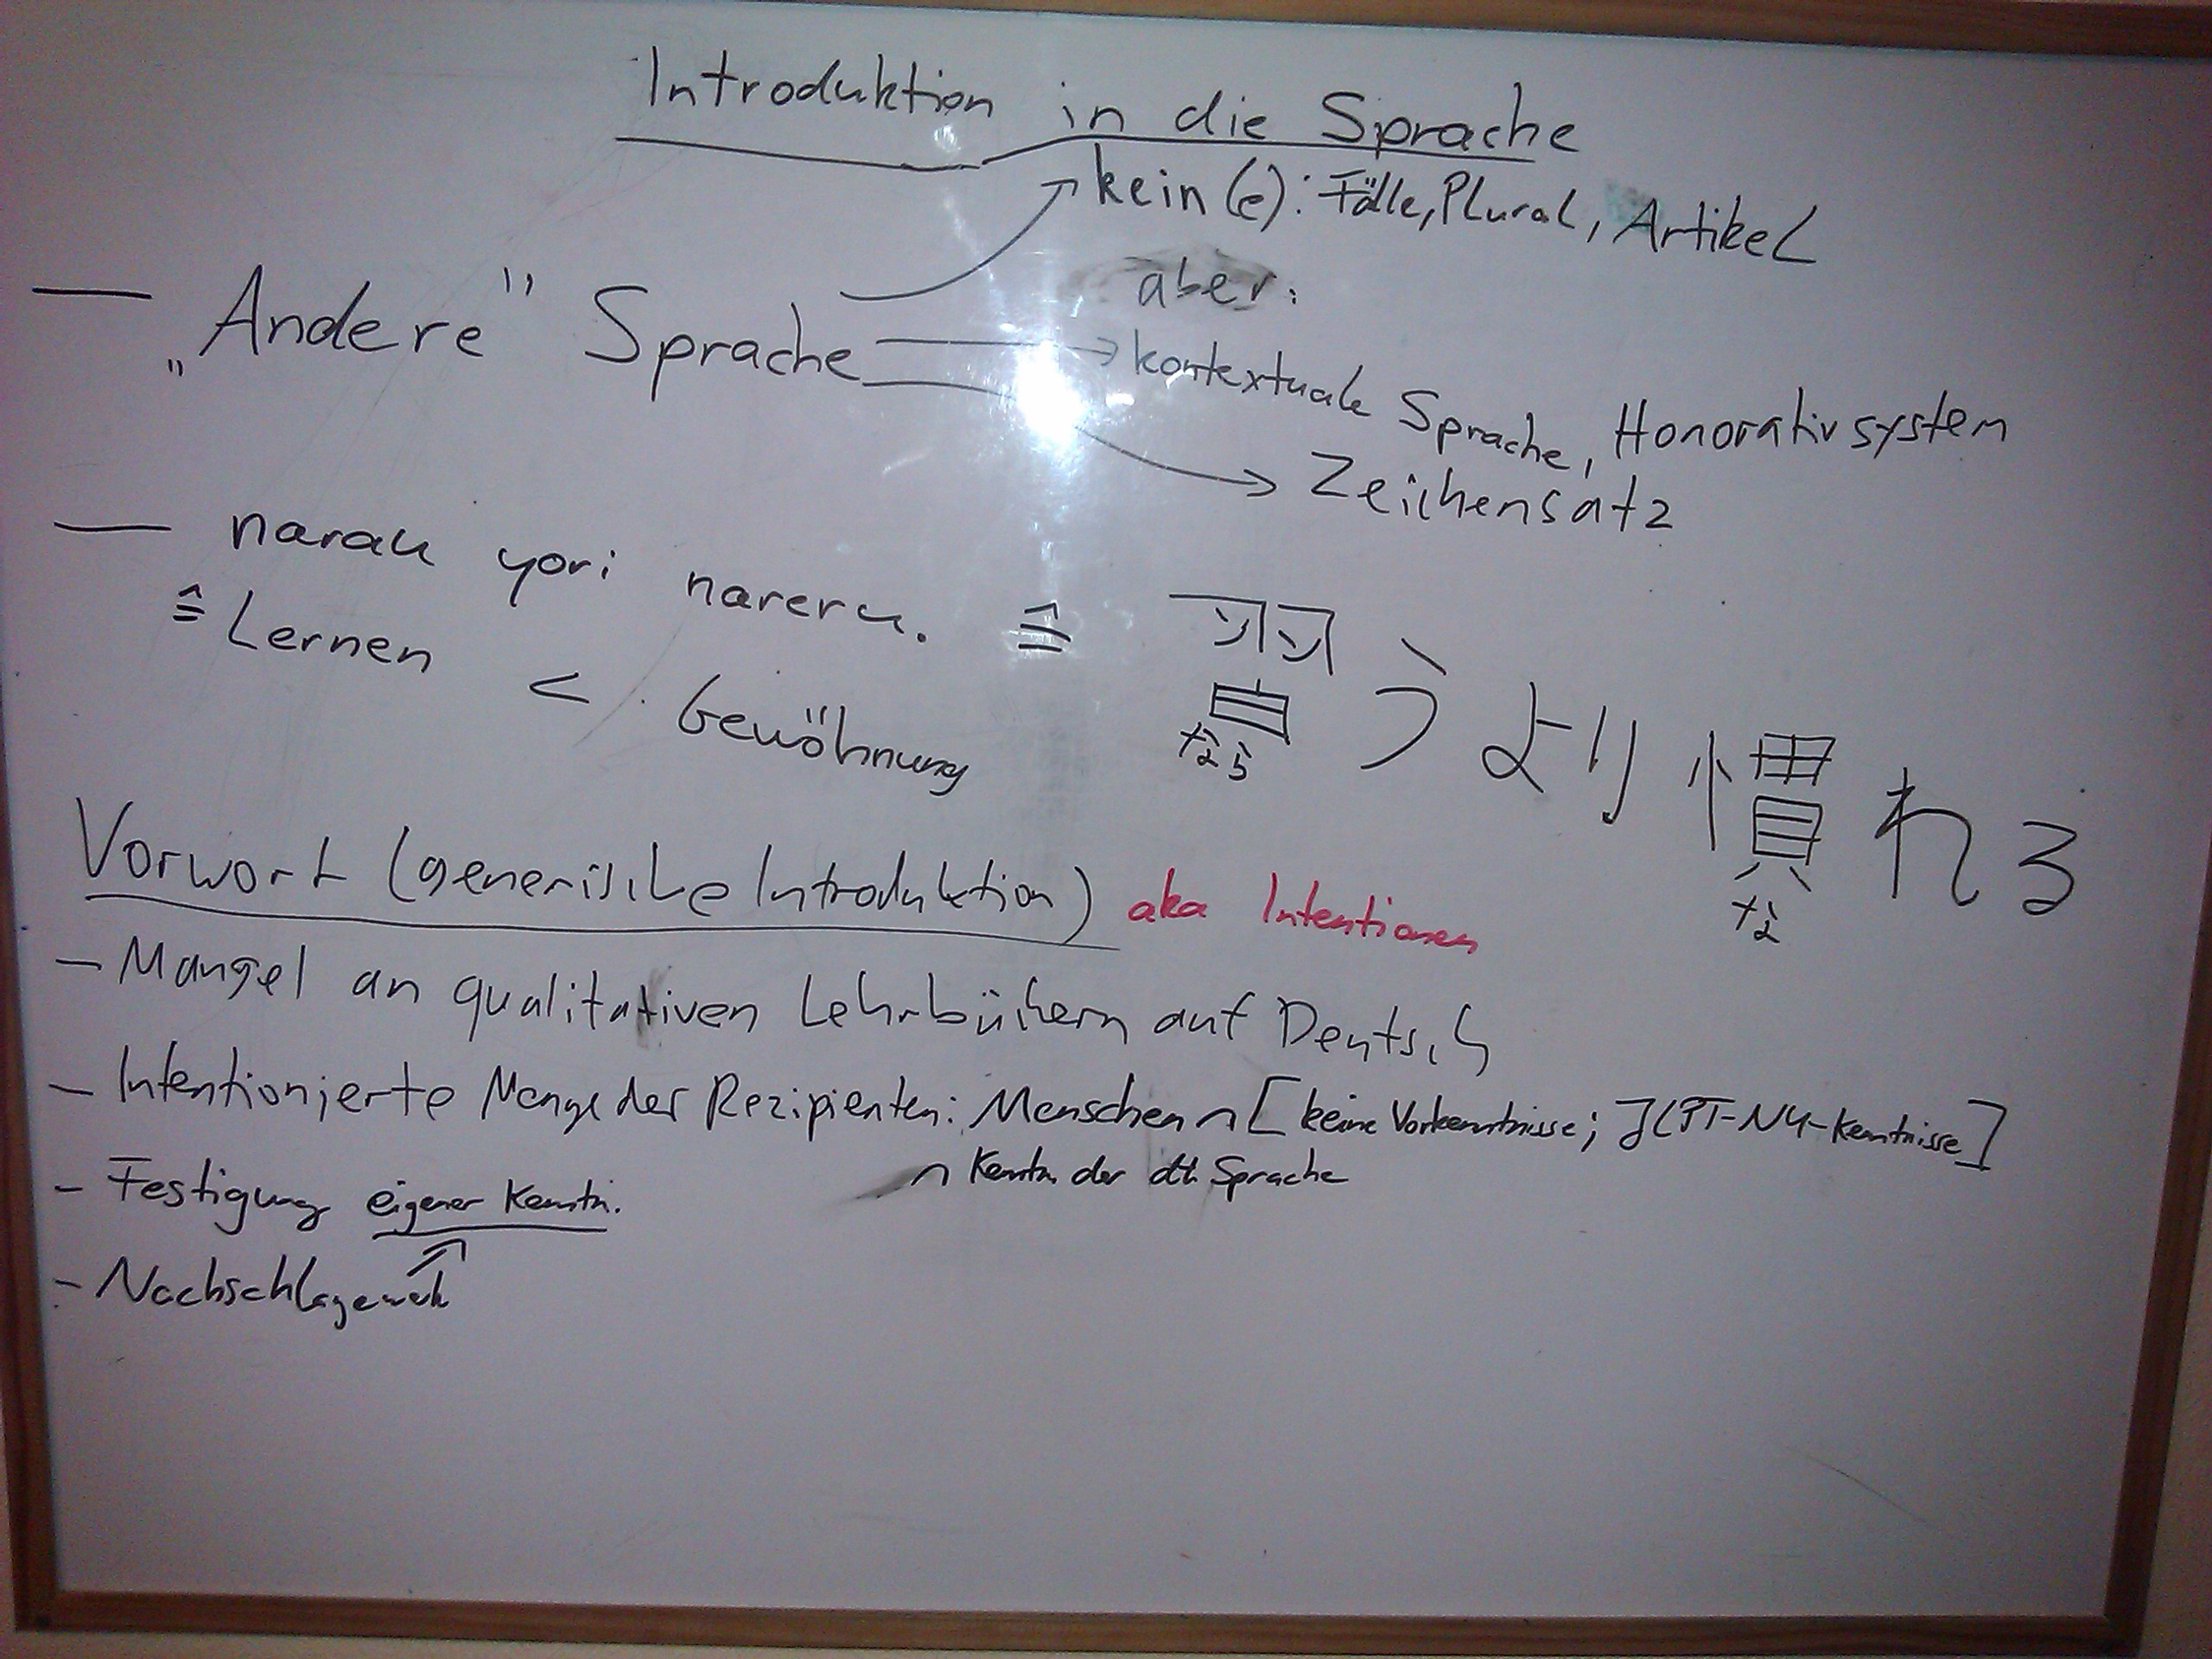 Introduktion in die Sprache
kein(e): Fälle, Plural, Artikel
aber:
— „Andere" Sprache
kontextuale Sprache, Honorativsystem
Zeichensatz
— narau yori nareru. ≙ 習うより慣れる
なら な
≙ Lernen < Gewöhnung
Vorwort (generische Introduktion) aka Intentionen
- Mangel an qualitativen Lehrbüchern auf Deutsch
- Intentionierte Menge der Rezipienten: Menschen ∩ [keine Vorkenntnisse; JLPT-N4-Kentnisse]
∩ Kenntn. der dt. Sprache
- Festigung eigener Kenntn.
- Nachschlagewerk